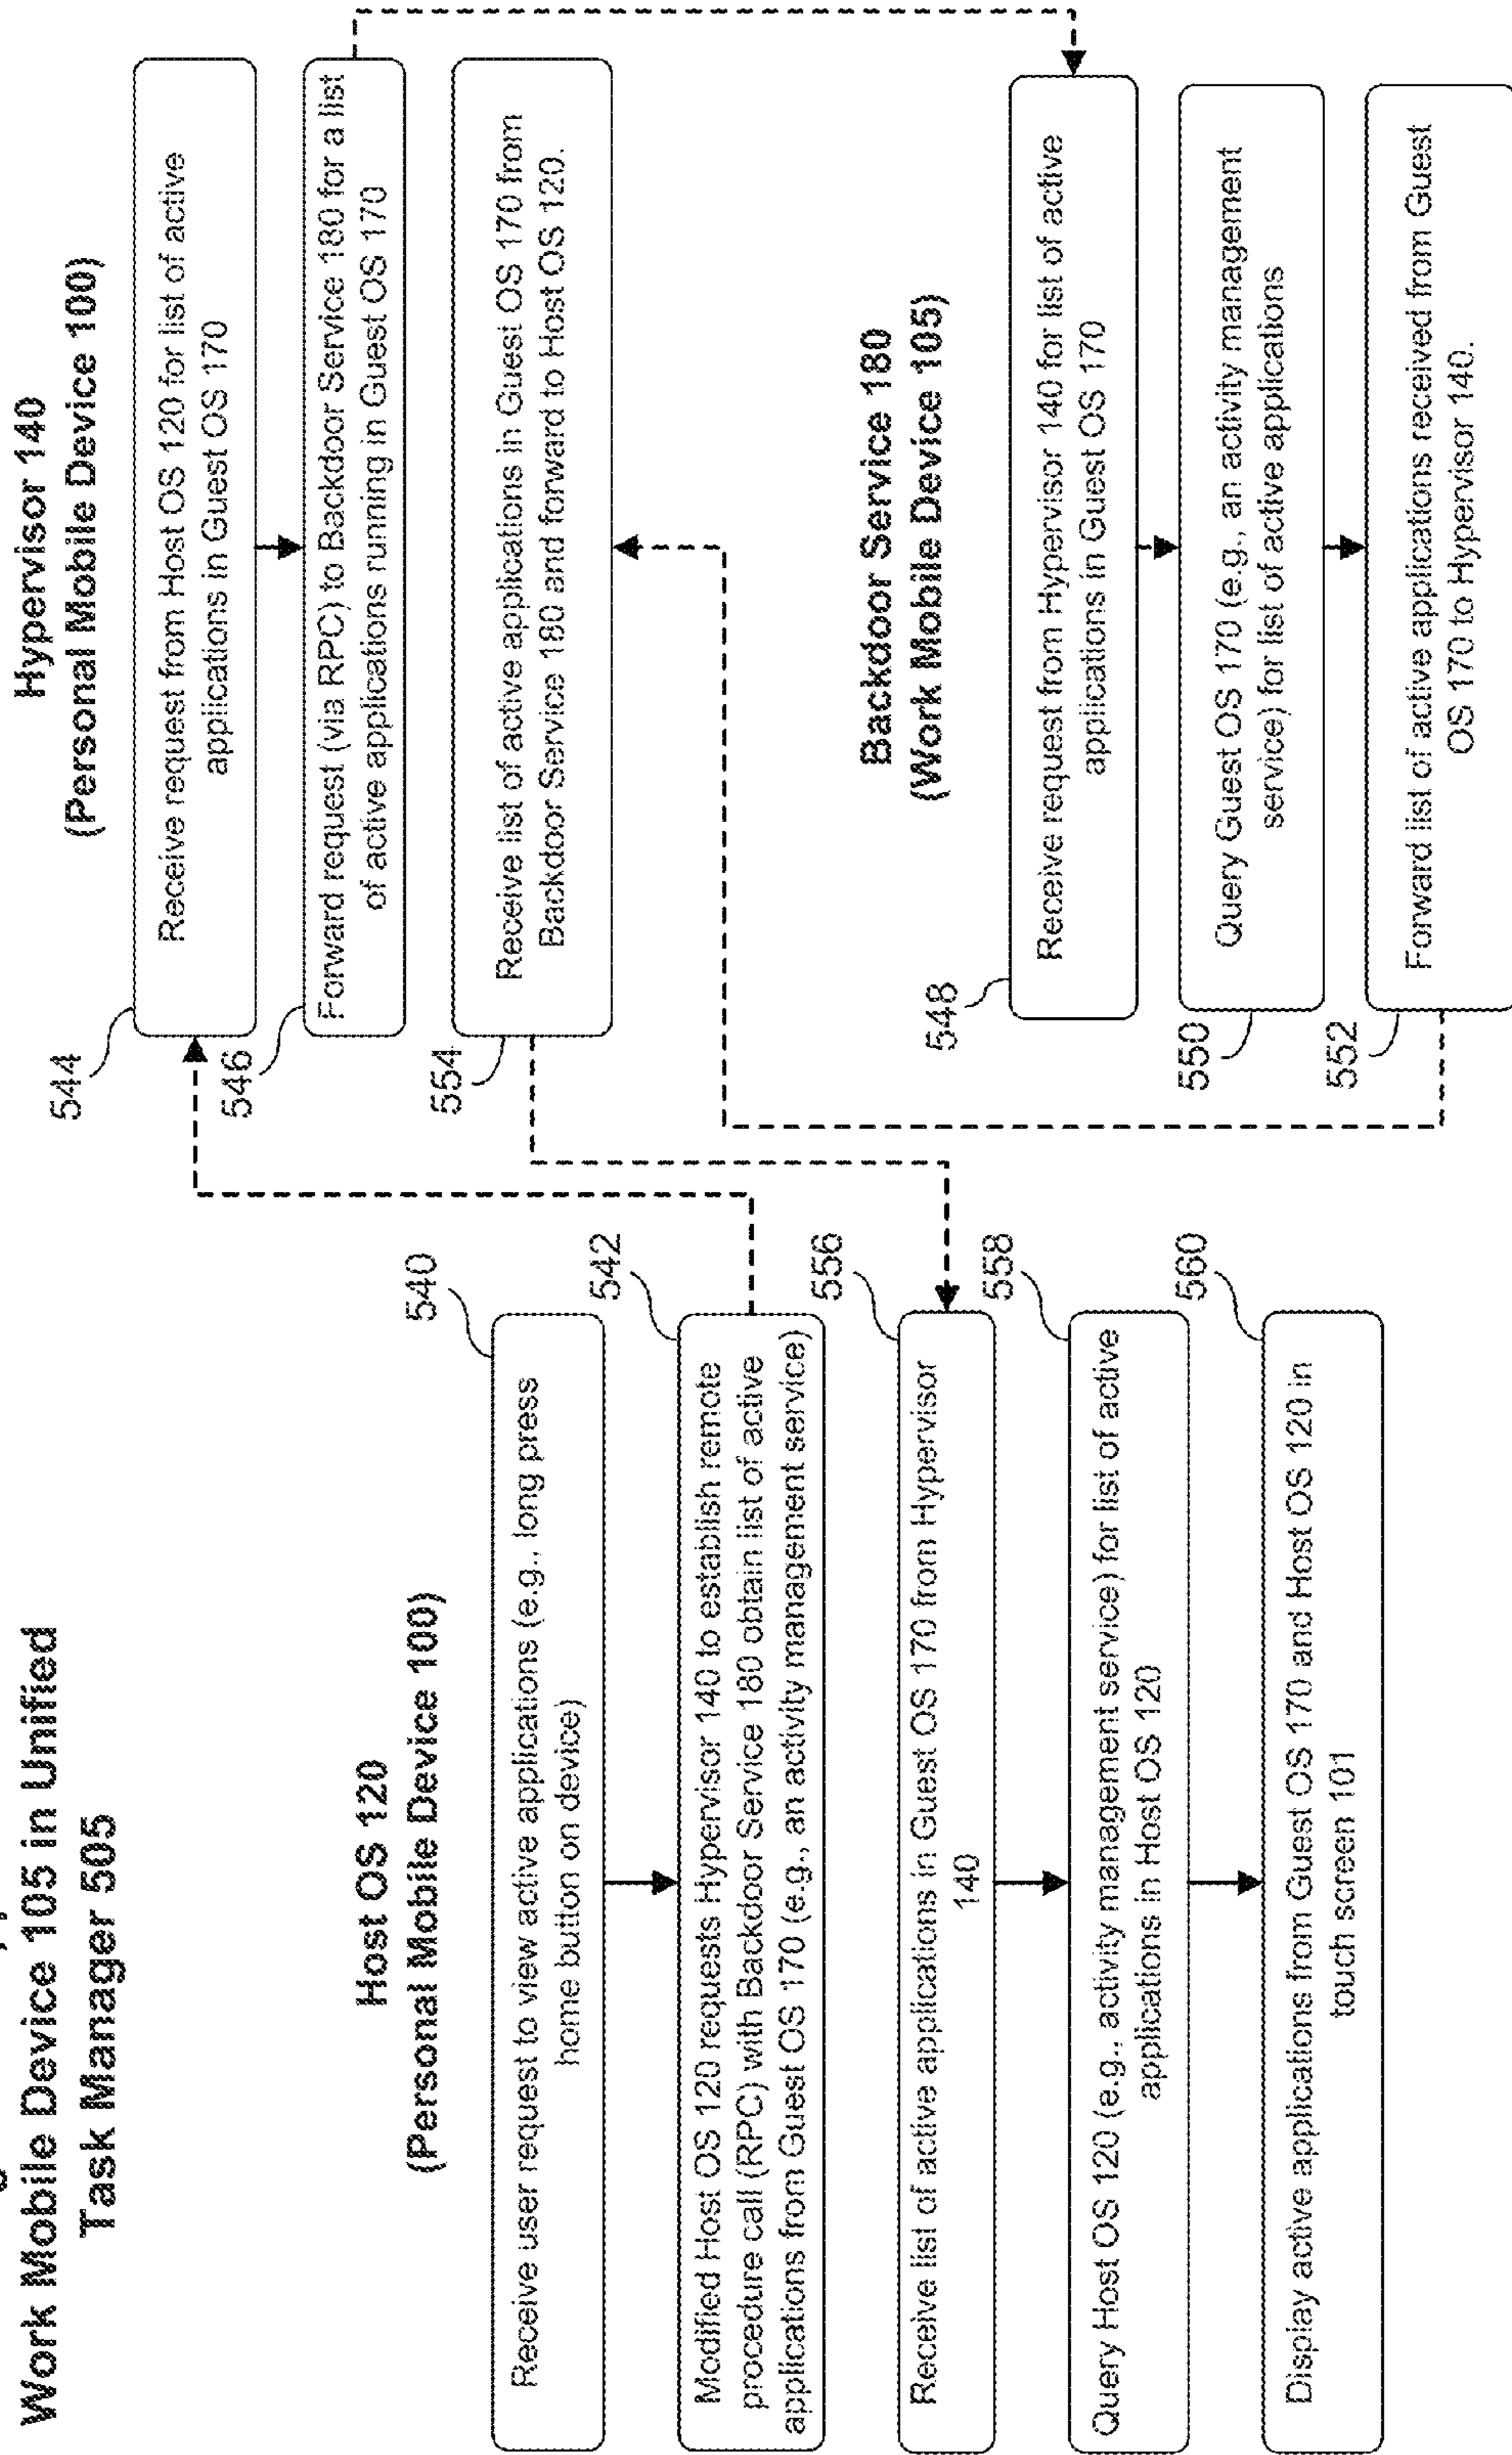 Work Mobile Device 105 in Unified
Task Manager 505
Host OS 120
(Personal Mobile Device 100)
540
Receive user request to view active applications (e.g., long press
home button on device)
542
Modified Host OS 120 requests Hypervisor 140 to establish remote
procedure call (RPC) with Backdoor Service 180 obtain list of active
applications from Guest OS 170 (e.g., an activity management service)
556
Receive list of active applications in Guest OS 170 from Hypervisor
140
558
Query Host OS 120 (e.g., activity management service) for list of active
applications in Host OS 120
560
Display active applications from Guest OS 170 and Host OS 120 in
touch screen 101
Hypervisor 140
(Personal Mobile Device 100)
544
Receive request from Host OS 120 for list of active
applications in Guest OS 170
546
Forward request (via RPC) to Backdoor Service 180 for a list
of active applications running in Guest OS 170
554
Receive list of active applications in Guest OS 170 from
Backdoor Service 180 and forward to Host OS 120.
Backdoor Service 180
(Work Mobile Device 105)
548
Receive request from Hypervisor 140 for list of active
applications in Guest OS 170
550
Query Guest OS 170 (e.g., an activity management
service) for list of active applications
552
Forward list of active applications received from Guest
OS 170 to Hypervisor 140.